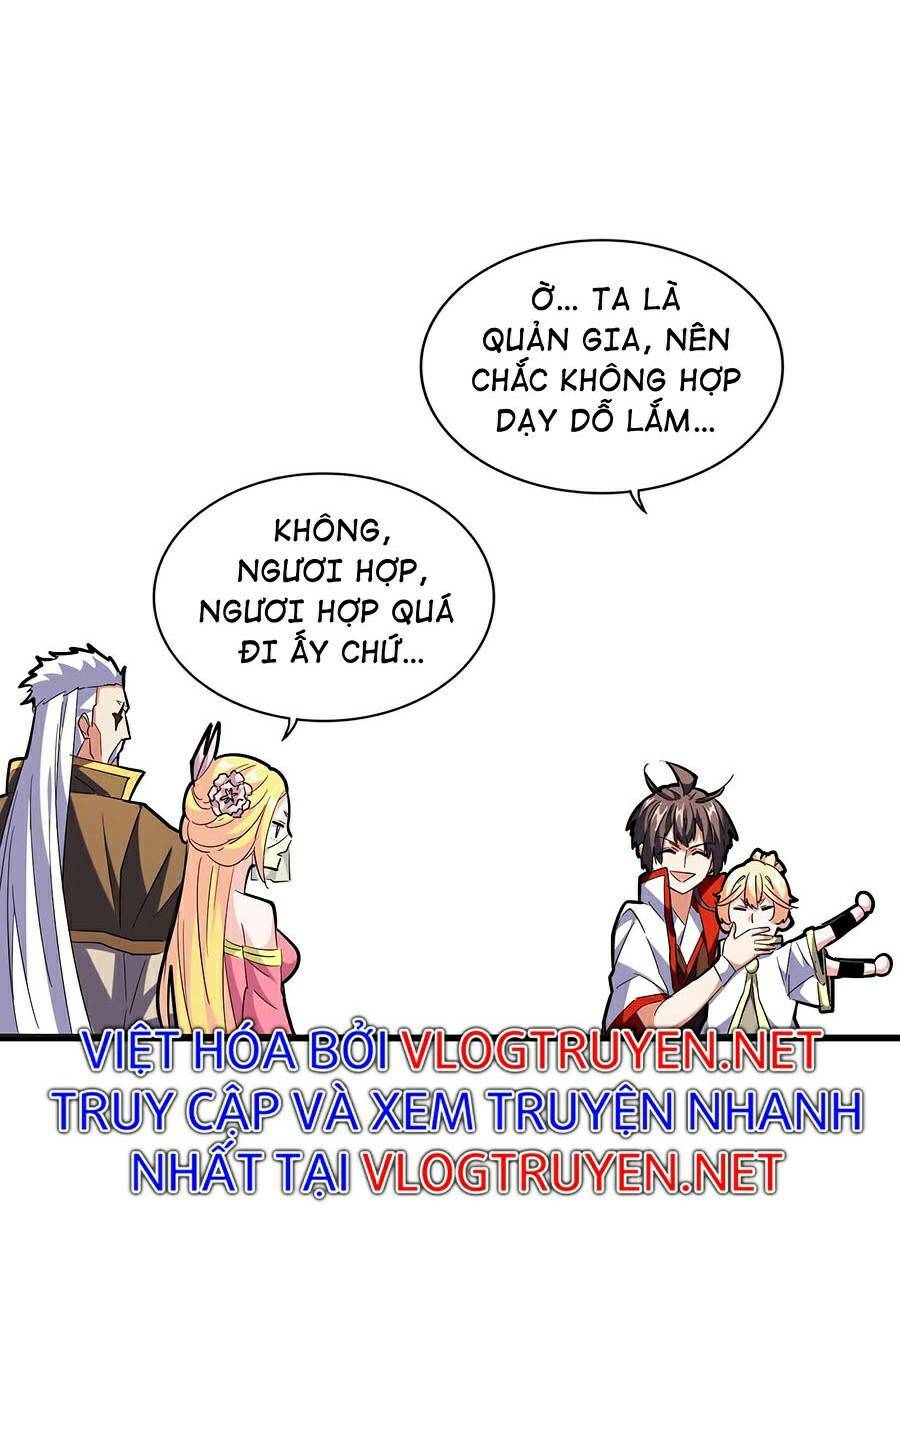 Ờ... TA LÀ
QUẢN GIA, NÊN
CHẮC KHÔNG HỢP
DẠY DỖ LẮM...
KHÔNG,
NGƯƠI HỢP,
NGƯƠI HỢP QUÁ
ĐI ẤY CHỨ...
VIỆT HÓA BỞI VLOGTRUYEN.NET
TRUY CẬP VÀ XEM TRUYỆN NHANH
NHẤT TẠI VLOGTRUYEN.NET